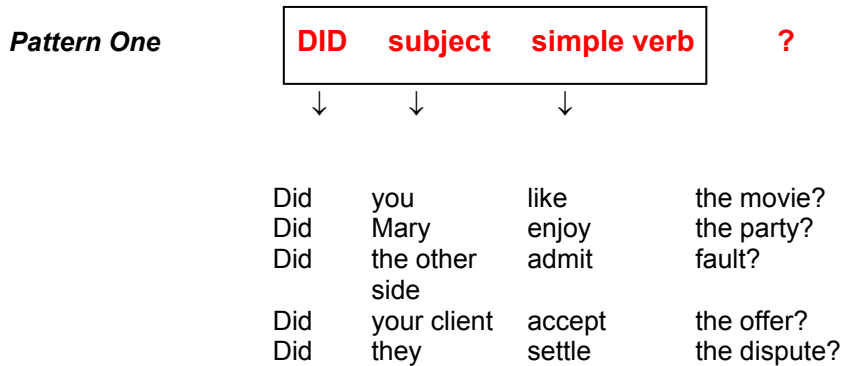 Pattern One DID subject simple verb ?
↓ ↓ ↓
Did you like the movie?
Did Mary enjoy the party?
Did the other admit fault?
side
Did your client accept the offer?
Did they settle the dispute?